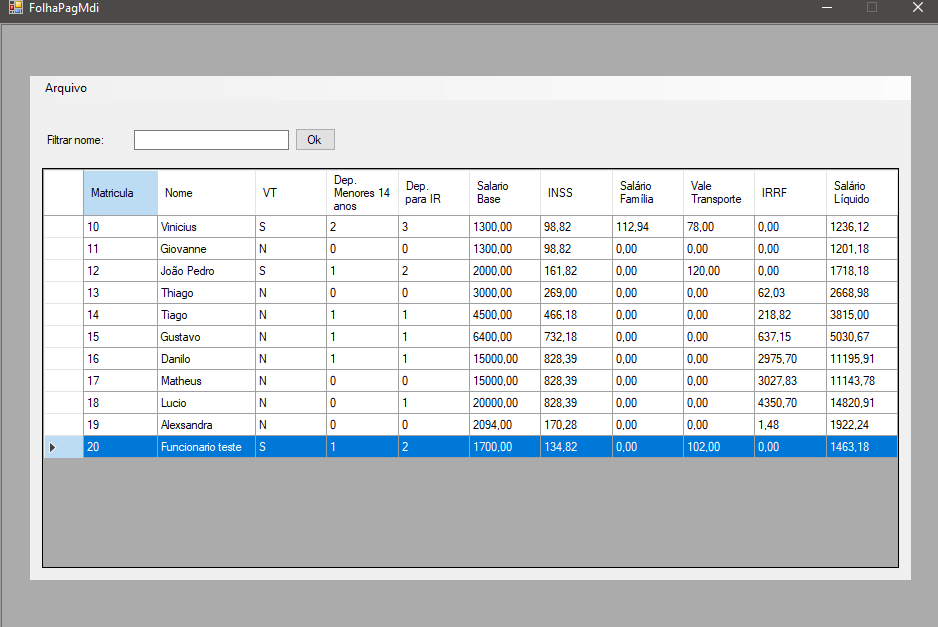 FolhaPagMdi
Arquivo
Filtrar nome: Ok
Matricula Nome VT Dep. Menores 14 anos Dep. para IR Salario Base INSS Salário Família Vale Transporte IRRF Salário Líquido
10 Vinicius S 2 3 1300,00 98,82 112,94 78,00 0,00 1236,12
11 Giovanne N 0 0 1300,00 98,82 0,00 0,00 0,00 1201,18
12 João Pedro S 1 2 2000,00 161,82 0,00 120,00 0,00 1718,18
13 Thiago N 0 0 3000,00 269,00 0,00 0,00 62,03 2668,98
14 Tiago N 1 1 4500,00 466,18 0,00 0,00 218,82 3815,00
15 Gustavo N 1 1 6400,00 732,18 0,00 0,00 637,15 5030,67
16 Danilo N 1 1 15000,00 828,39 0,00 0,00 2975,70 11195,91
17 Matheus N 0 0 15000,00 828,39 0,00 0,00 3027,83 11143,78
18 Lucio N 0 1 20000,00 828,39 0,00 0,00 4350,70 14820,91
19 Alexsandra N 0 0 2094,00 170,28 0,00 0,00 1,48 1922,24
20 Funcionario teste S 1 2 1700,00 134,82 0,00 102,00 0,00 1463,18